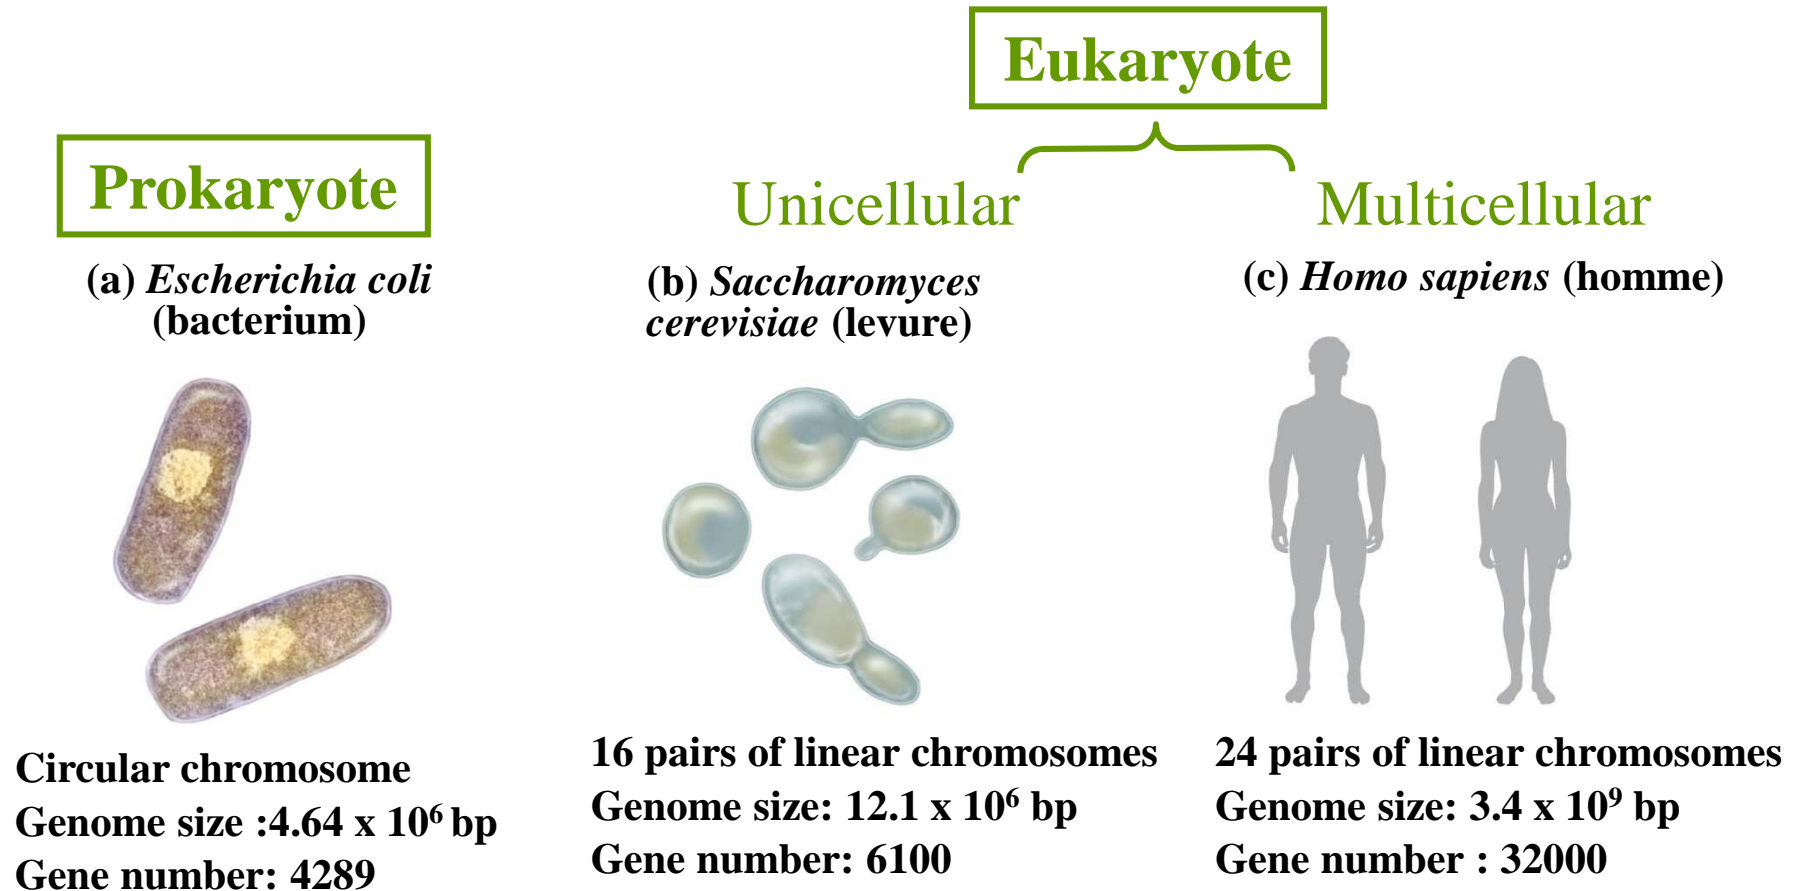 Eukaryote
Prokaryote
Unicellular
Multicellular
(a) Escherichia coli
(bacterium)
(b) Saccharomyces
cerevisiae (levure)
(c) Homo sapiens (homme)
Circular chromosome
Genome size :4.64 x 10⁶ bp
Gene number: 4289
16 pairs of linear chromosomes
Genome size: 12.1 x 10⁶ bp
Gene number: 6100
24 pairs of linear chromosomes
Genome size: 3.4 x 10⁹ bp
Gene number : 32000